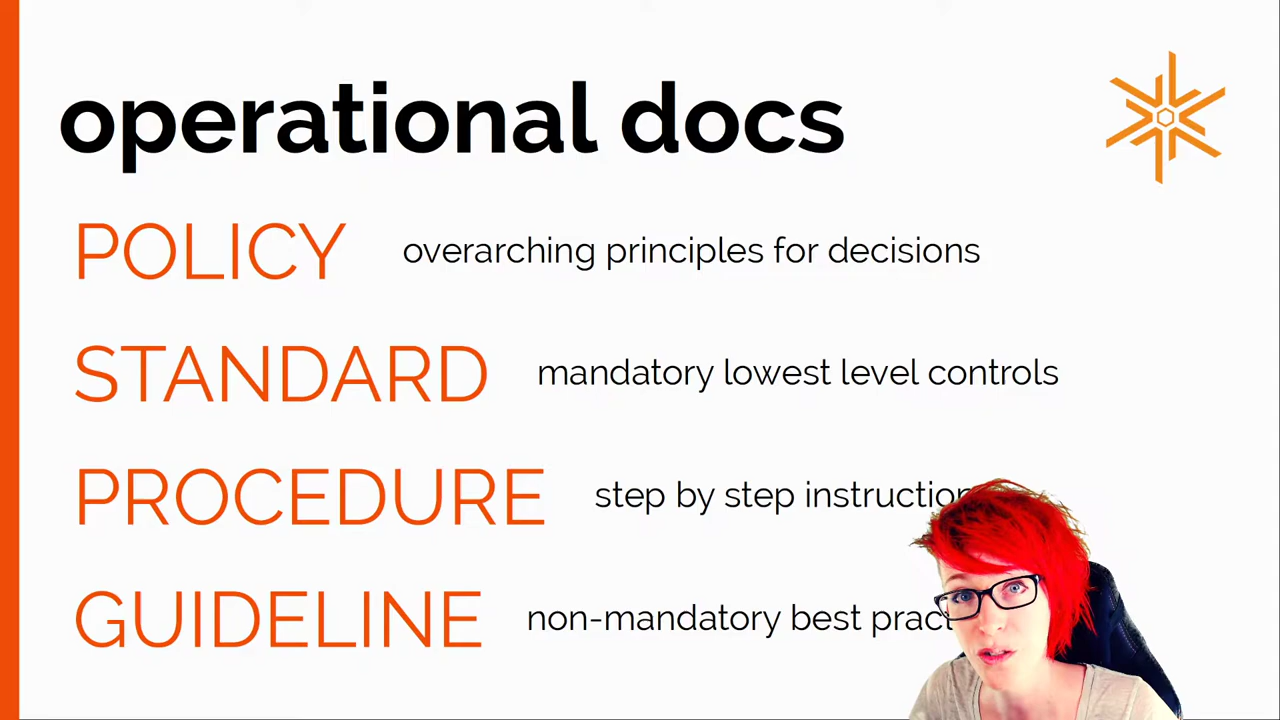 operational docs
POLICY overarching principles for decisions
STANDARD mandatory lowest level controls
PROCEDURE step by step
GUIDELINE non-mandatory best